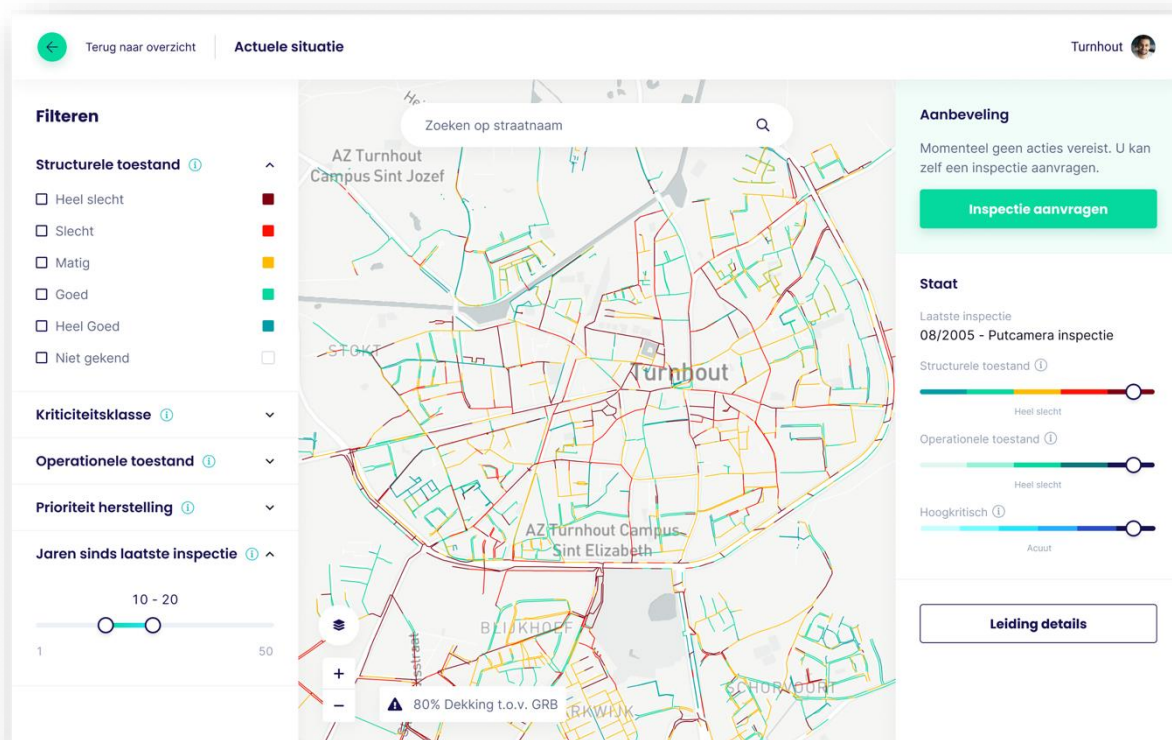 Terug naar overzicht
Actuele situatie
Turnhout
Filteren
Structurele toestand
Heel slecht
Slecht
Matig
Goed
Heel Goed
Niet gekend
Kriticiteitsklasse
Operationele toestand
Prioriteit herstelling
Jaren sinds laatste inspectie
10 - 20
1
50
Zoeken op straatnaam
AZ Turnhout
Campus Sint Jozef
STOKT
Turnhout
AZ Turnhout Campus
Sint Elizabeth
BLIJKHOEF
SCHORVOORT
RKWIJK
80% Dekking t.o.v. GRB
Aanbeveling
Momenteel geen acties vereist. U kan
zelf een inspectie aanvragen.
Inspectie aanvragen
Staat
Laatste inspectie
08/2005 - Putcamera inspectie
Structurele toestand
Heel slecht
Operationele toestand
Heel slecht
Hoogkritisch
Acuut
Leiding details